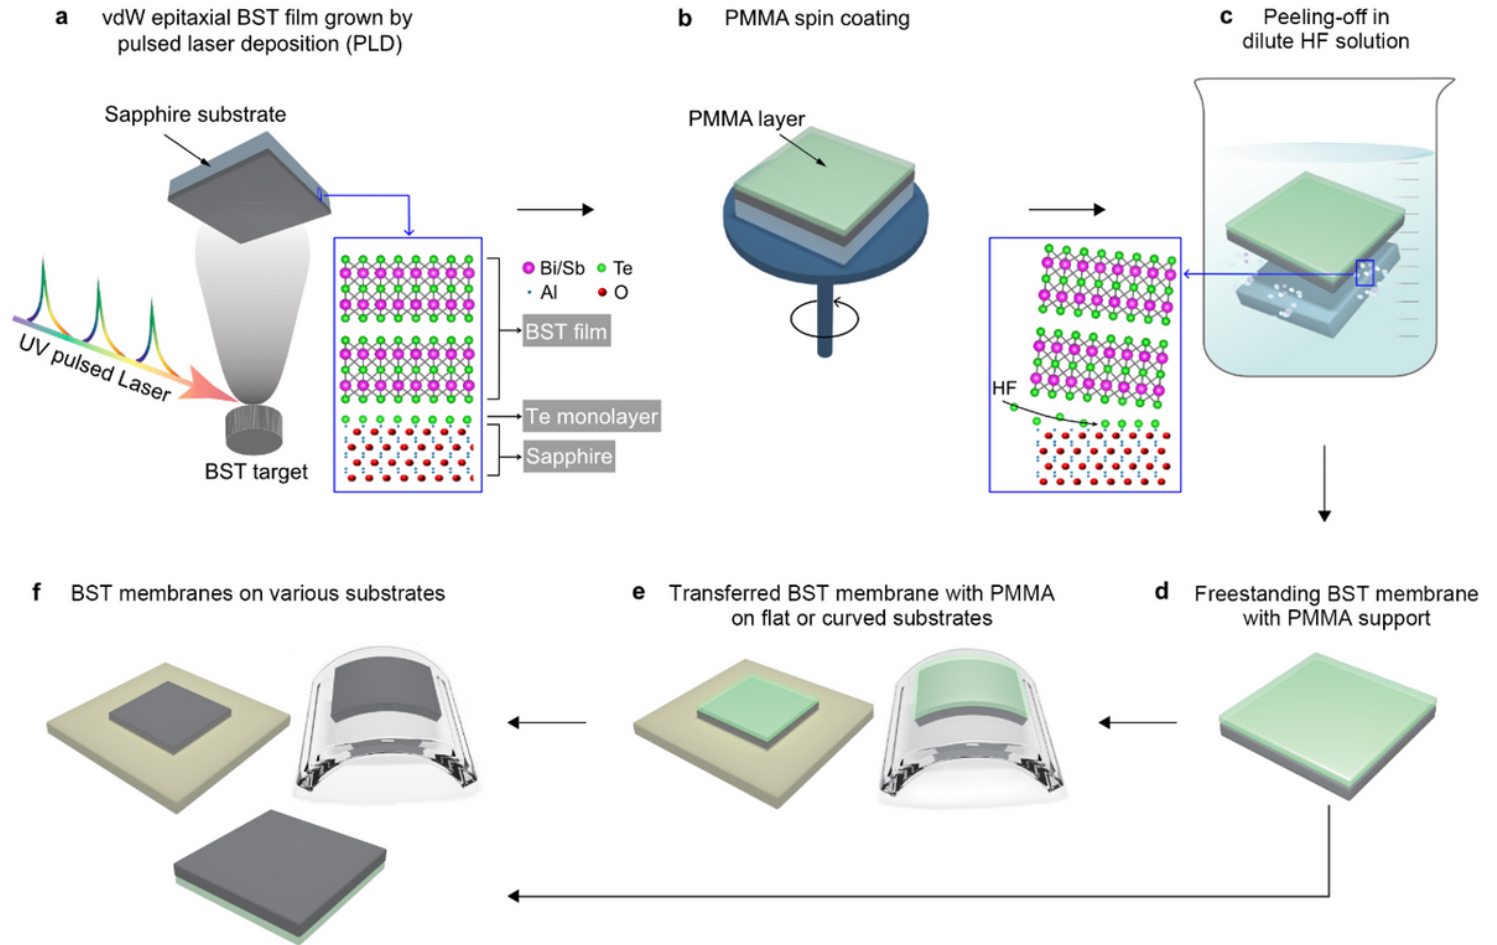 a vdW epitaxial BST film grown by
pulsed laser deposition (PLD)
Sapphire substrate
UV pulsed Laser
BST target
Bi/Sb Te
Al O
BST film
Te monolayer
Sapphire
b PMMA spin coating
PMMA layer
c Peeling-off in
dilute HF solution
HF
f BST membranes on various substrates
e Transferred BST membrane with PMMA
on flat or curved substrates
d Freestanding BST membrane
with PMMA support